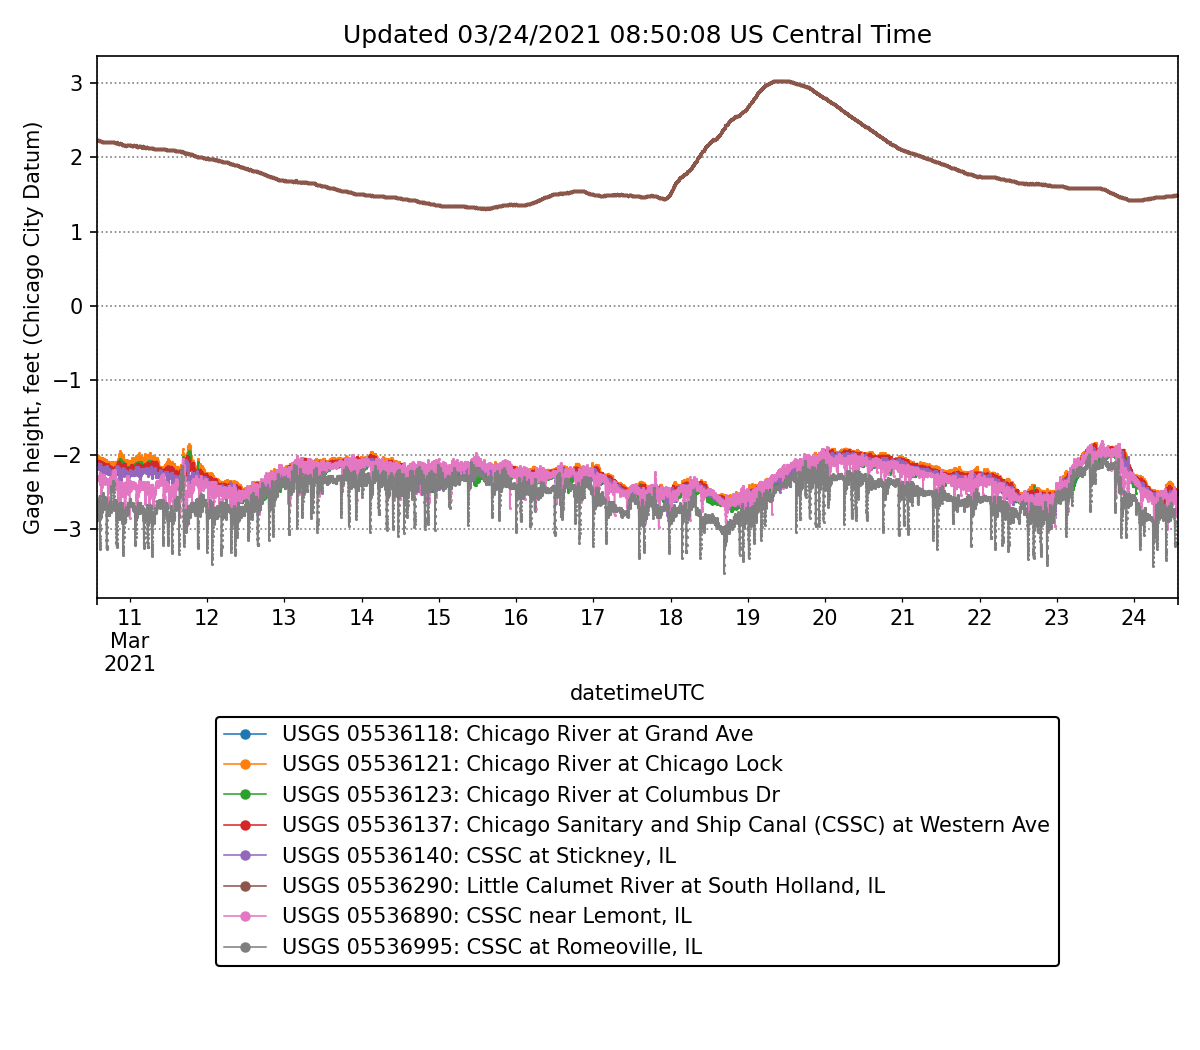 Updated 03/24/2021 08:50:08 US Central Time
Gage height, feet (Chicago City Datum)
3
2
1
0
−1
−2
−3
11 12 13 14 15 16 17 18 19 20 21 22 23 24
Mar
2021
datetimeUTC
USGS 05536118: Chicago River at Grand Ave
USGS 05536121: Chicago River at Chicago Lock
USGS 05536123: Chicago River at Columbus Dr
USGS 05536137: Chicago Sanitary and Ship Canal (CSSC) at Western Ave
USGS 05536140: CSSC at Stickney, IL
USGS 05536290: Little Calumet River at South Holland, IL
USGS 05536890: CSSC near Lemont, IL
USGS 05536995: CSSC at Romeoville, IL